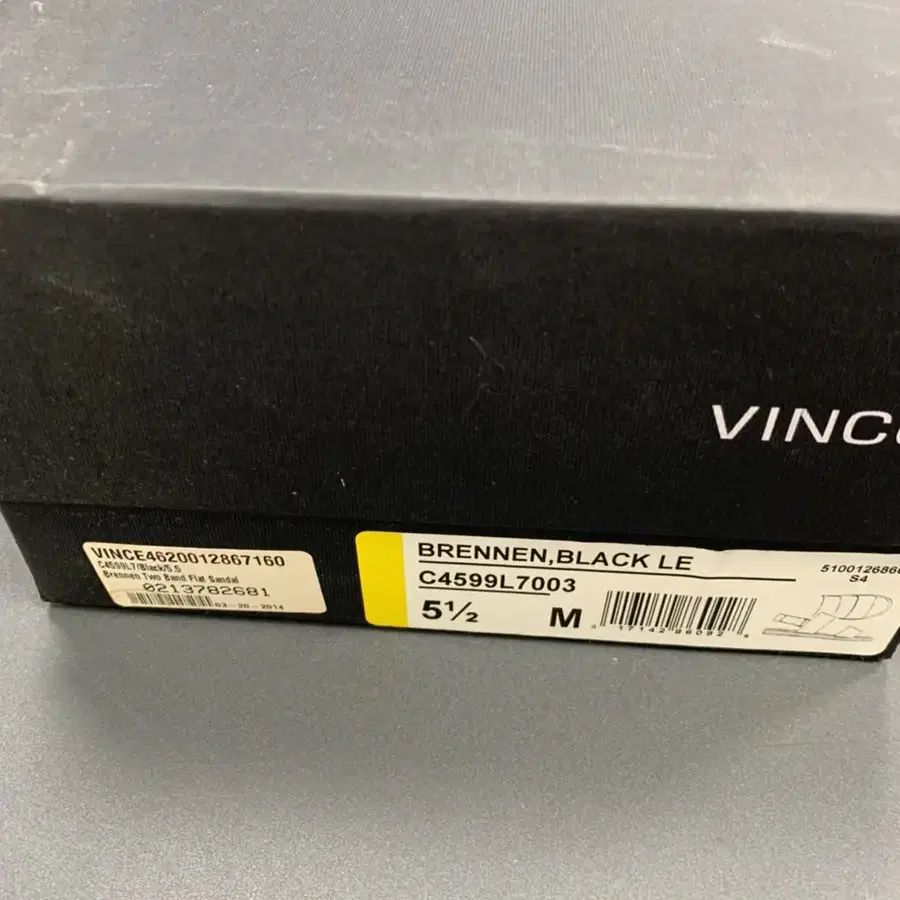 VINC
VINCE4620012867160
C4599L7/Black/5.5
Brennen Two Band Flat Sandal
0213782681
03-20-2014
BRENNEN,BLACK LE
C4599L7003
5½ M
5100126866
S4